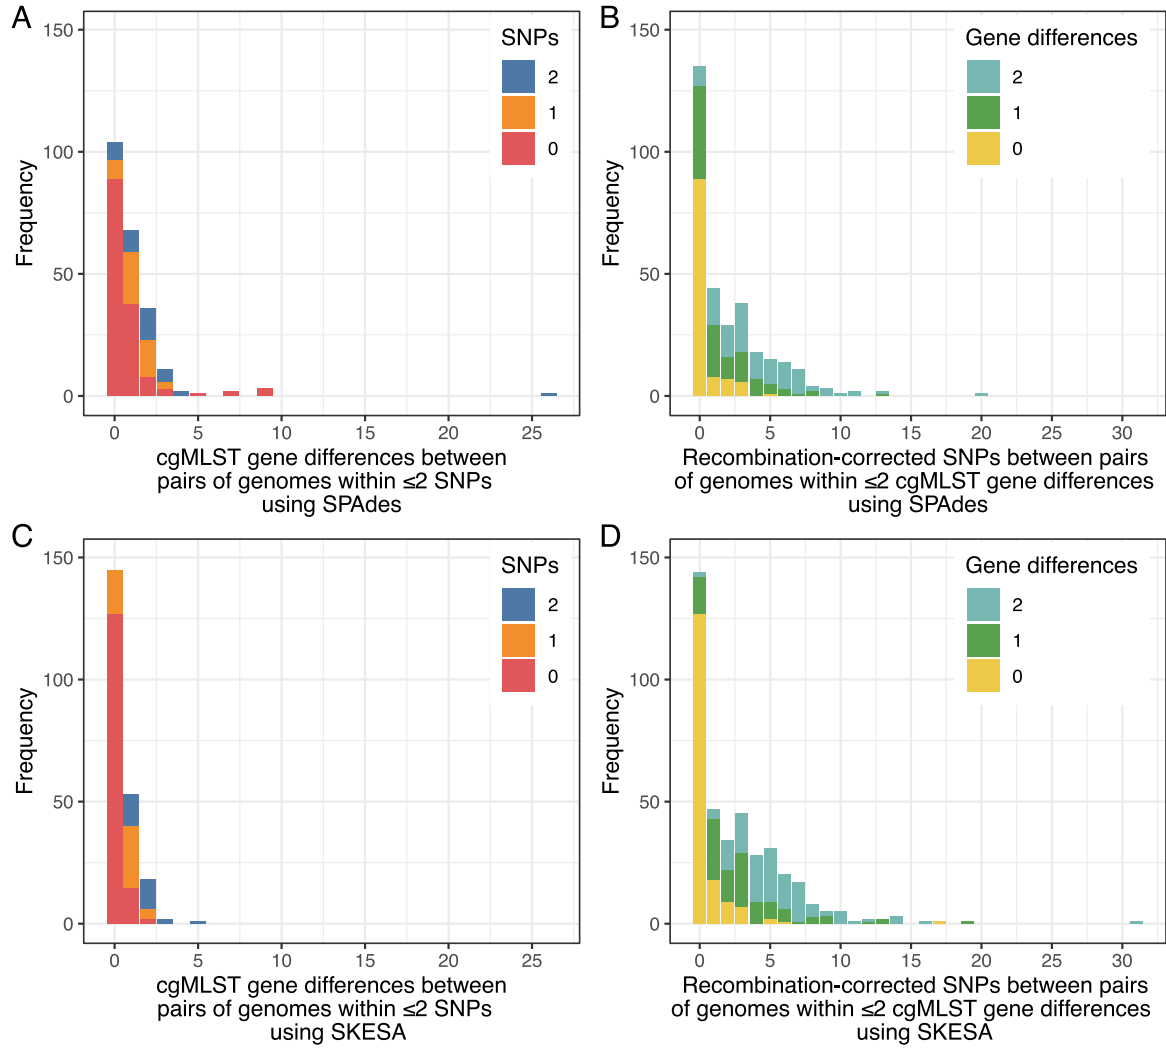 A
150
100
50
0
Frequency
SNPs
2
1
0
0 5 10 15 20 25
cgMLST gene differences between
pairs of genomes within ≤2 SNPs
using SPAdes
B
150
100
50
0
Frequency
Gene differences
2
1
0
0 5 10 15 20 25 30
Recombination-corrected SNPs between pairs
of genomes within ≤2 cgMLST gene differences
using SPAdes
C
150
100
50
0
Frequency
SNPs
2
1
0
0 5 10 15 20 25
cgMLST gene differences between
pairs of genomes within ≤2 SNPs
using SKESA
D
150
100
50
0
Frequency
Gene differences
2
1
0
0 5 10 15 20 25 30
Recombination-corrected SNPs between pairs
of genomes within ≤2 cgMLST gene differences
using SKESA